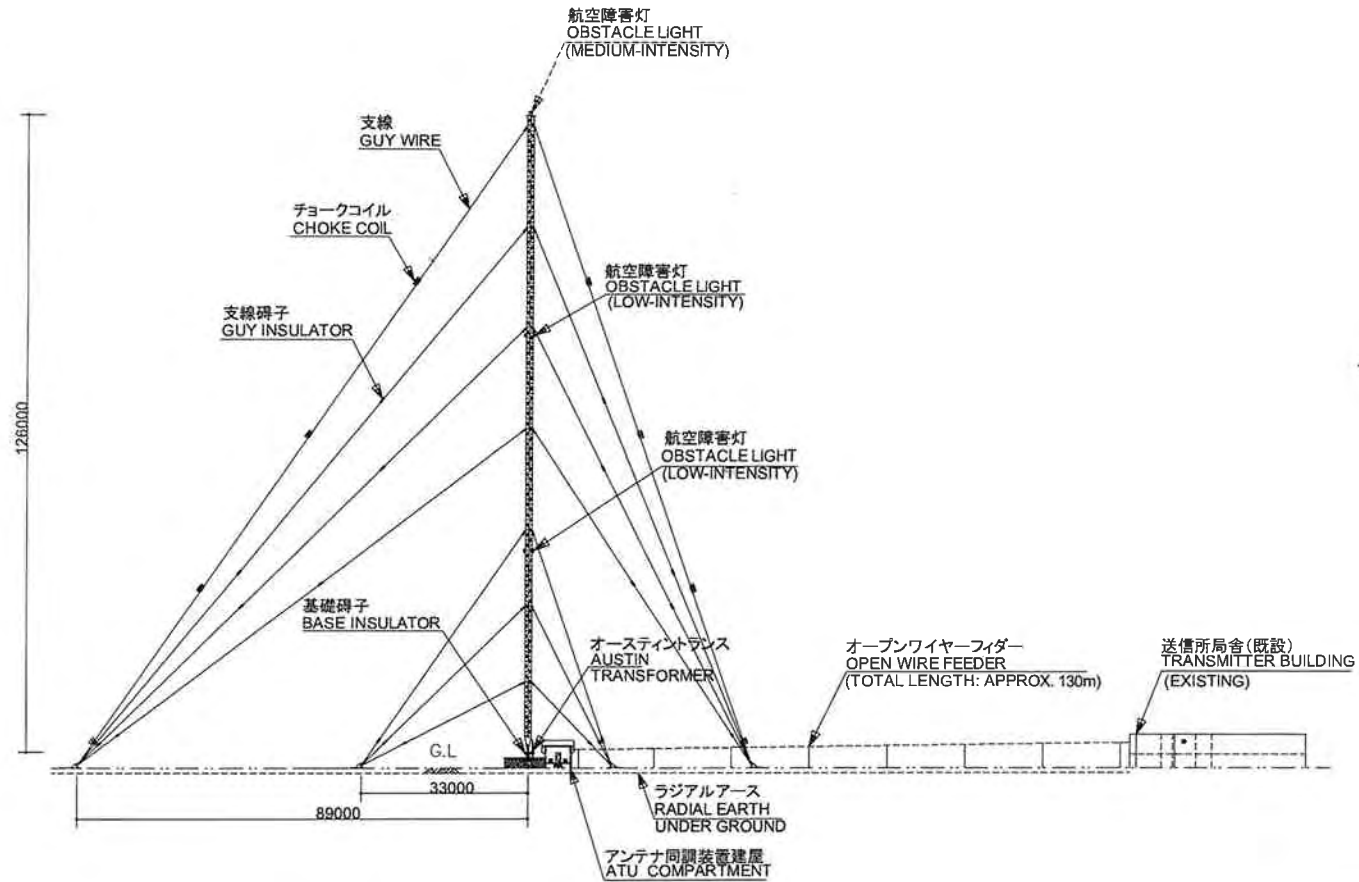 航空障害灯
OBSTACLE LIGHT
(MEDIUM-INTENSITY)
支線
GUY WIRE
チョークコイル
CHOKE COIL
航空障害灯
OBSTACLE LIGHT
(LOW-INTENSITY)
支線碍子
GUY INSULATOR
126000
航空障害灯
OBSTACLE LIGHT
(LOW-INTENSITY)
基礎碍子
BASE INSULATOR
オースティントランス
AUSTIN
TRANSFORMER
オープンワイヤーフィダー
OPEN WIRE FEEDER
(TOTAL LENGTH: APPROX. 130m)
送信所局舎(既設)
TRANSMITTER BUILDING
(EXISTING)
G.L
33000
89000
ラジアルアース
RADIAL EARTH
UNDER GROUND
アンテナ同調装置建屋
ATU COMPARTMENT